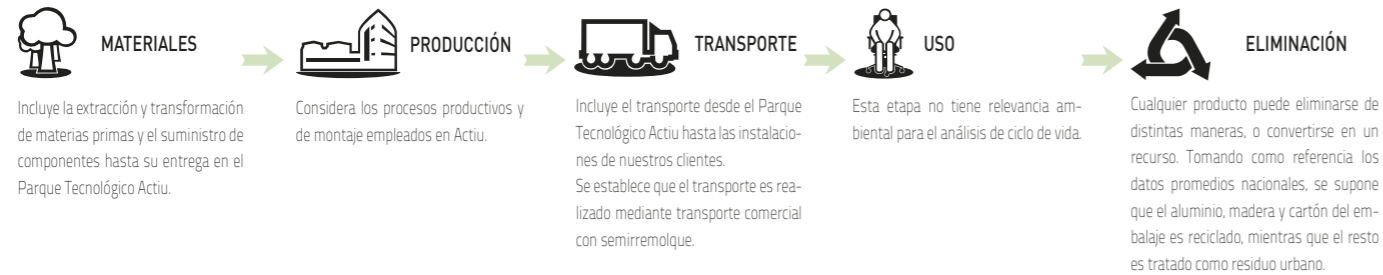 MATERIALES
Incluye la extracción y transformación
de materias primas y el suministro de
componentes hasta su entrega en el
Parque Tecnológico Actiu.
PRODUCCIÓN
Considera los procesos productivos y
de montaje empleados en Actiu.
TRANSPORTE
Incluye el transporte desde el Parque
Tecnológico Actiu hasta las instalacio-
nes de nuestros clientes.
Se establece que el transporte es rea-
lizado mediante transporte comercial
con semirremolque.
USO
Esta etapa no tiene relevancia am-
biental para el análisis de ciclo de vida.
ELIMINACIÓN
Cualquier producto puede eliminarse de
distintas maneras, o convertirse en un
recurso. Tomando como referencia los
datos promedios nacionales, se supone
que el aluminio, madera y cartón del em-
balaje es reciclado, mientras que el resto
es tratado como residuo urbano.